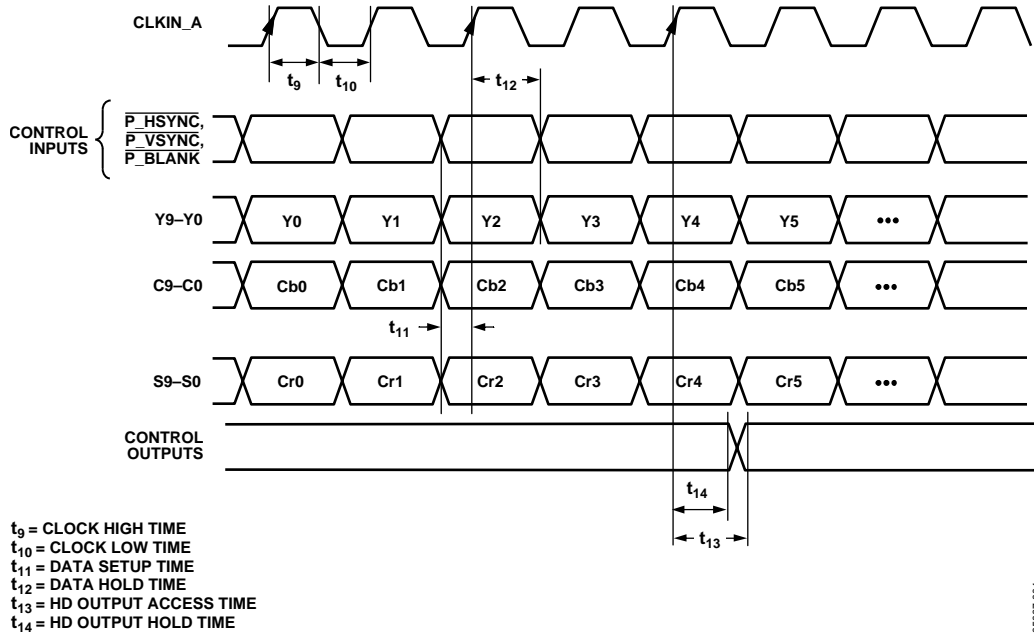 CLKIN_A
t9
t10
t12
CONTROL
INPUTS
P_HSYNC,
P_VSYNC,
P_BLANK
Y9–Y0
Y0
Y1
Y2
Y3
Y4
Y5
•••
C9–C0
Cb0
Cb1
Cb2
Cb3
Cb4
Cb5
•••
t11
S9–S0
Cr0
Cr1
Cr2
Cr3
Cr4
Cr5
•••
CONTROL
OUTPUTS
t14
t13
t9 = CLOCK HIGH TIME
t10 = CLOCK LOW TIME
t11 = DATA SETUP TIME
t12 = DATA HOLD TIME
t13 = HD OUTPUT ACCESS TIME
t14 = HD OUTPUT HOLD TIME